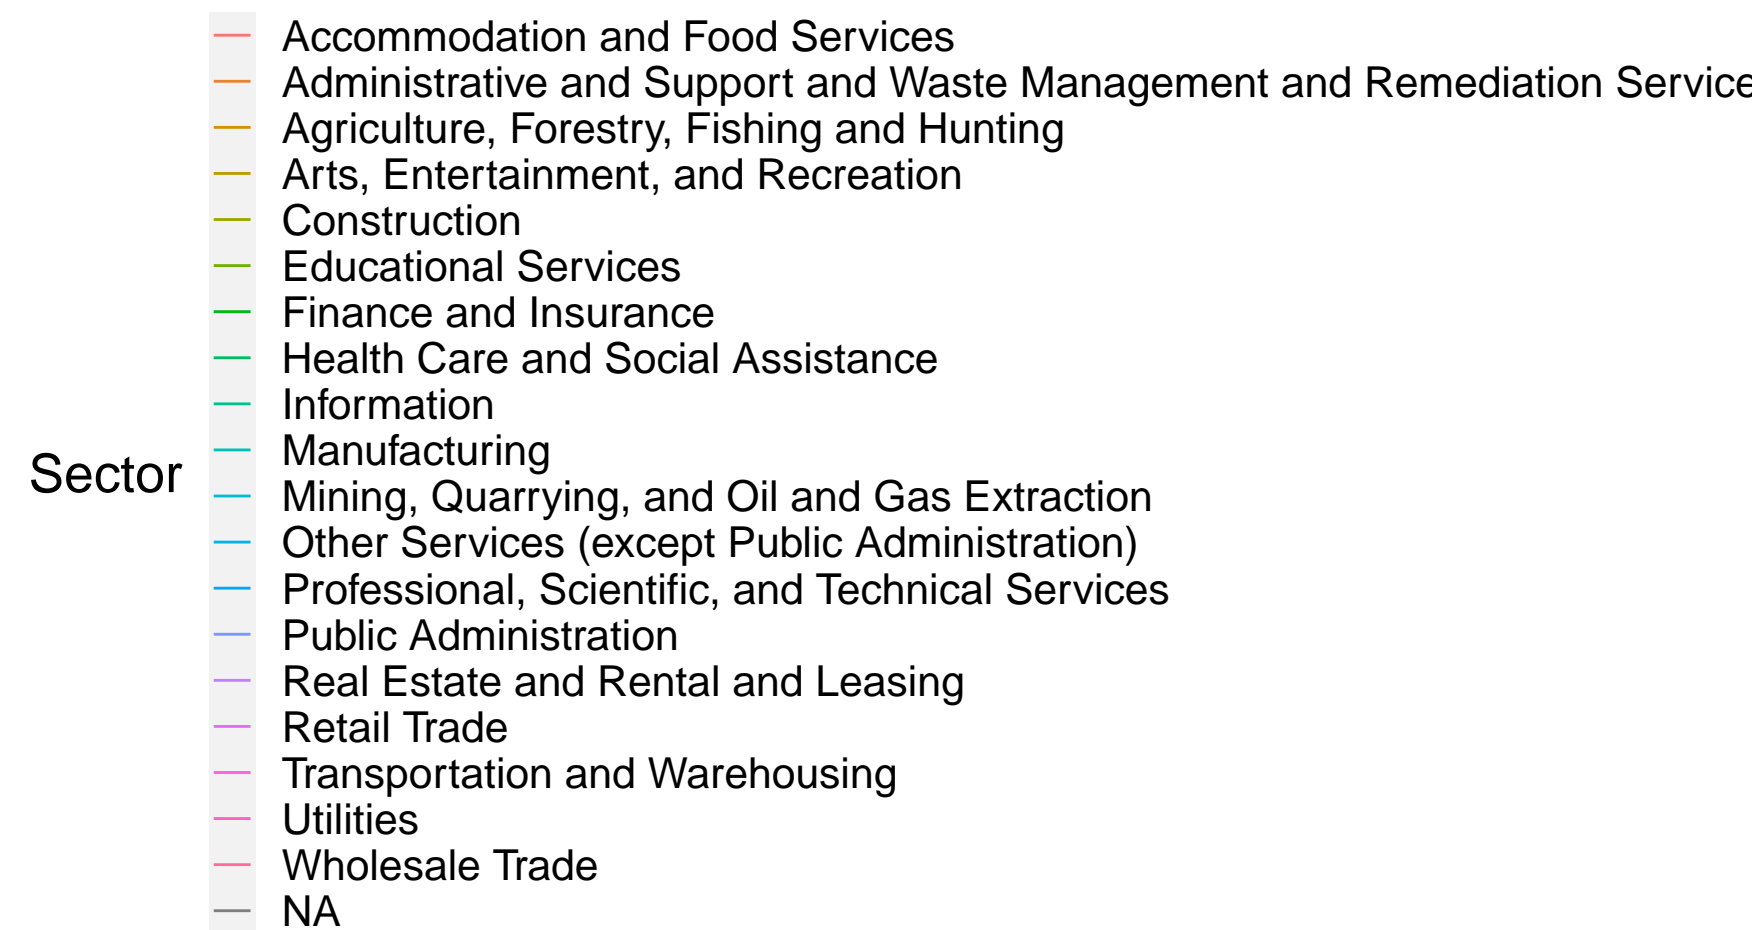 Accommodation and Food Services
Administrative and Support and Waste Management and Remediation Service
Agriculture, Forestry, Fishing and Hunting
Arts, Entertainment, and Recreation
Construction
Educational Services
Finance and Insurance
Health Care and Social Assistance
Information
Manufacturing
Sector
Mining, Quarrying, and Oil and Gas Extraction
Other Services (except Public Administration)
Professional, Scientific, and Technical Services
Public Administration
Real Estate and Rental and Leasing
Retail Trade
Transportation and Warehousing
Utilities
Wholesale Trade
NA